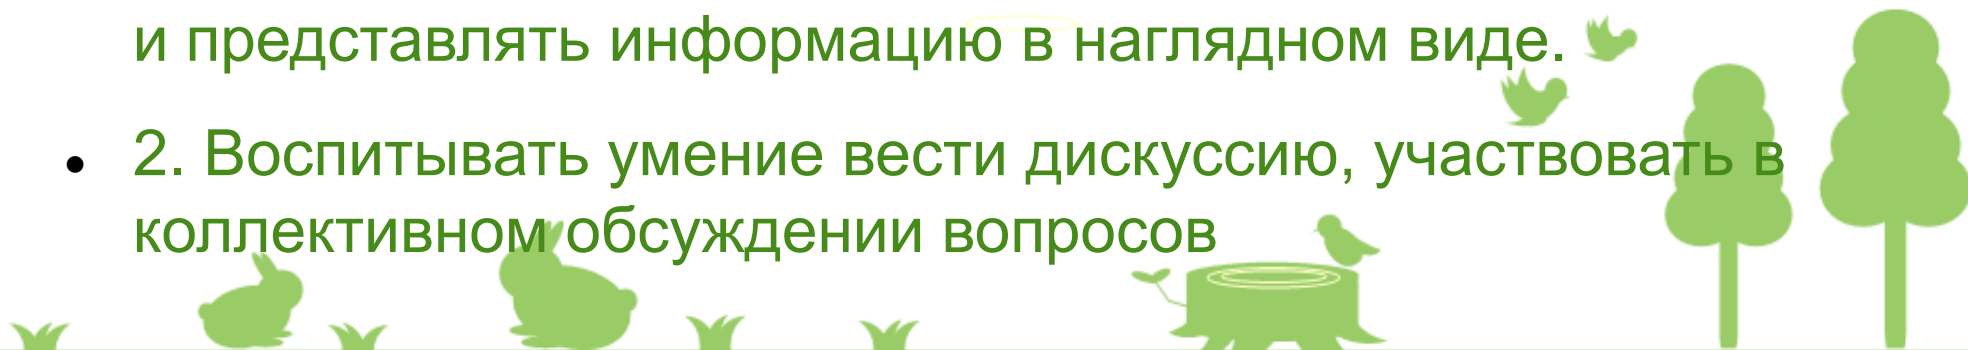 и представлять информацию в наглядном виде.
• 2. Воспитывать умение вести дискуссию, участвовать в
коллективном обсуждении вопросов